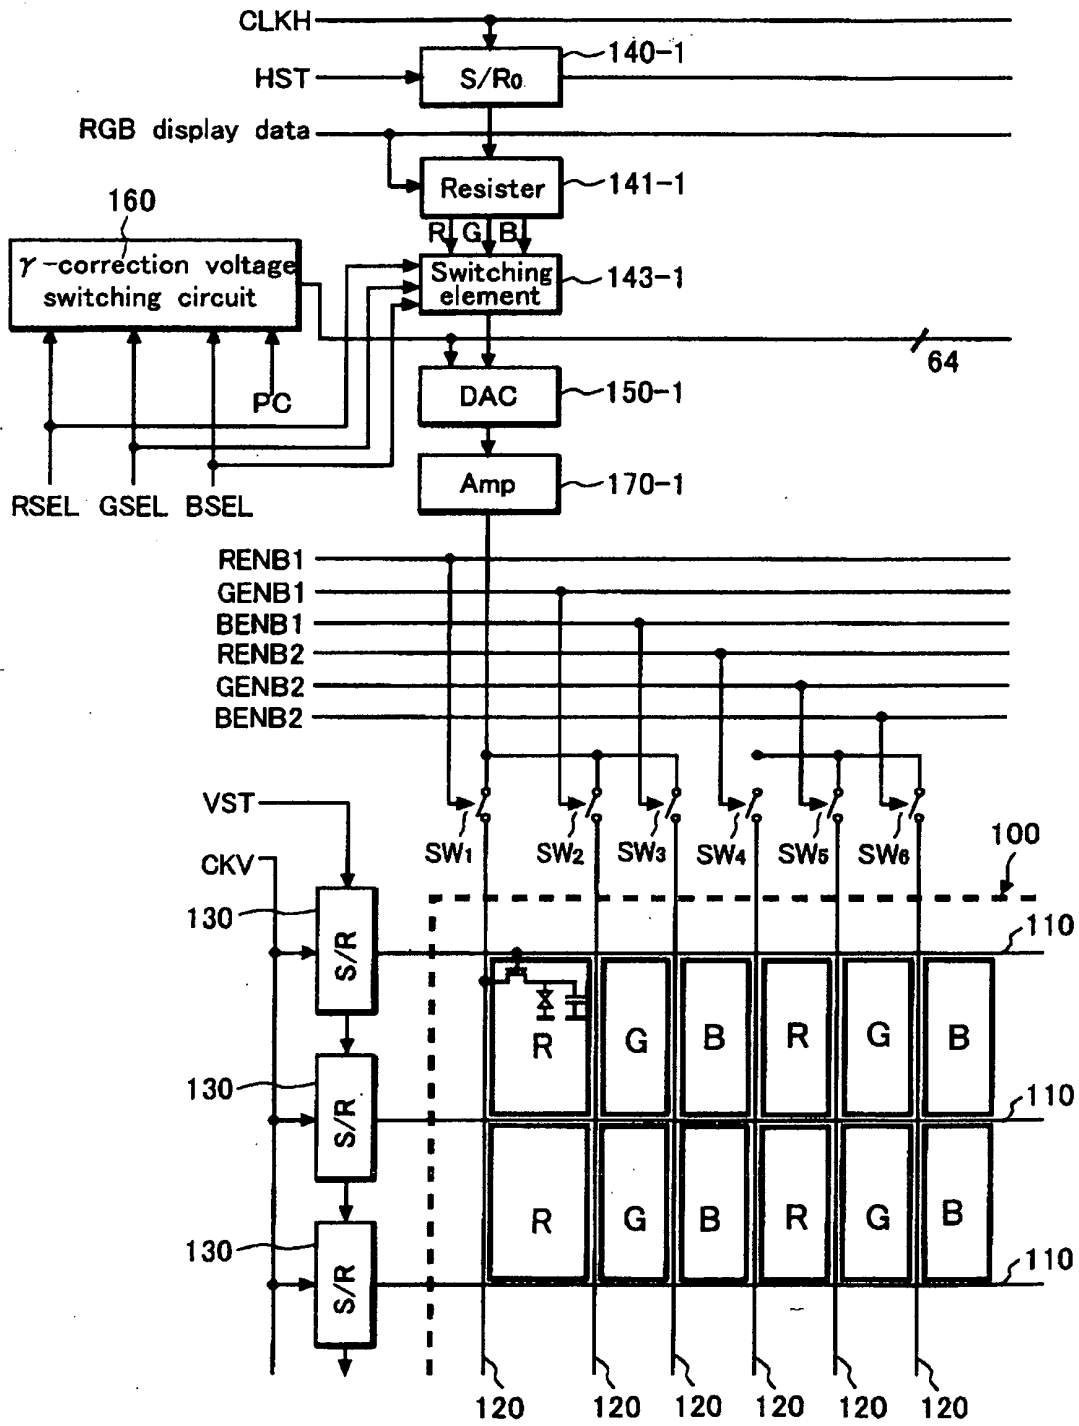 CLKH
140-1
S/R0
HST
RGB display data
Resister
141-1
160
R G B
γ-correction voltage
switching circuit
Switching
element
143-1
64
PC
DAC
150-1
Amp
170-1
RSEL GSEL BSEL
RENB1
GENB1
BENB1
RENB2
GENB2
BENB2
VST
SW1 SW2 SW3 SW4 SW5 SW6
100
CKV
130
S/R
110
R G B R G B
130
S/R
110
R G B R G B
130
S/R
110
120 120 120 120 120 120